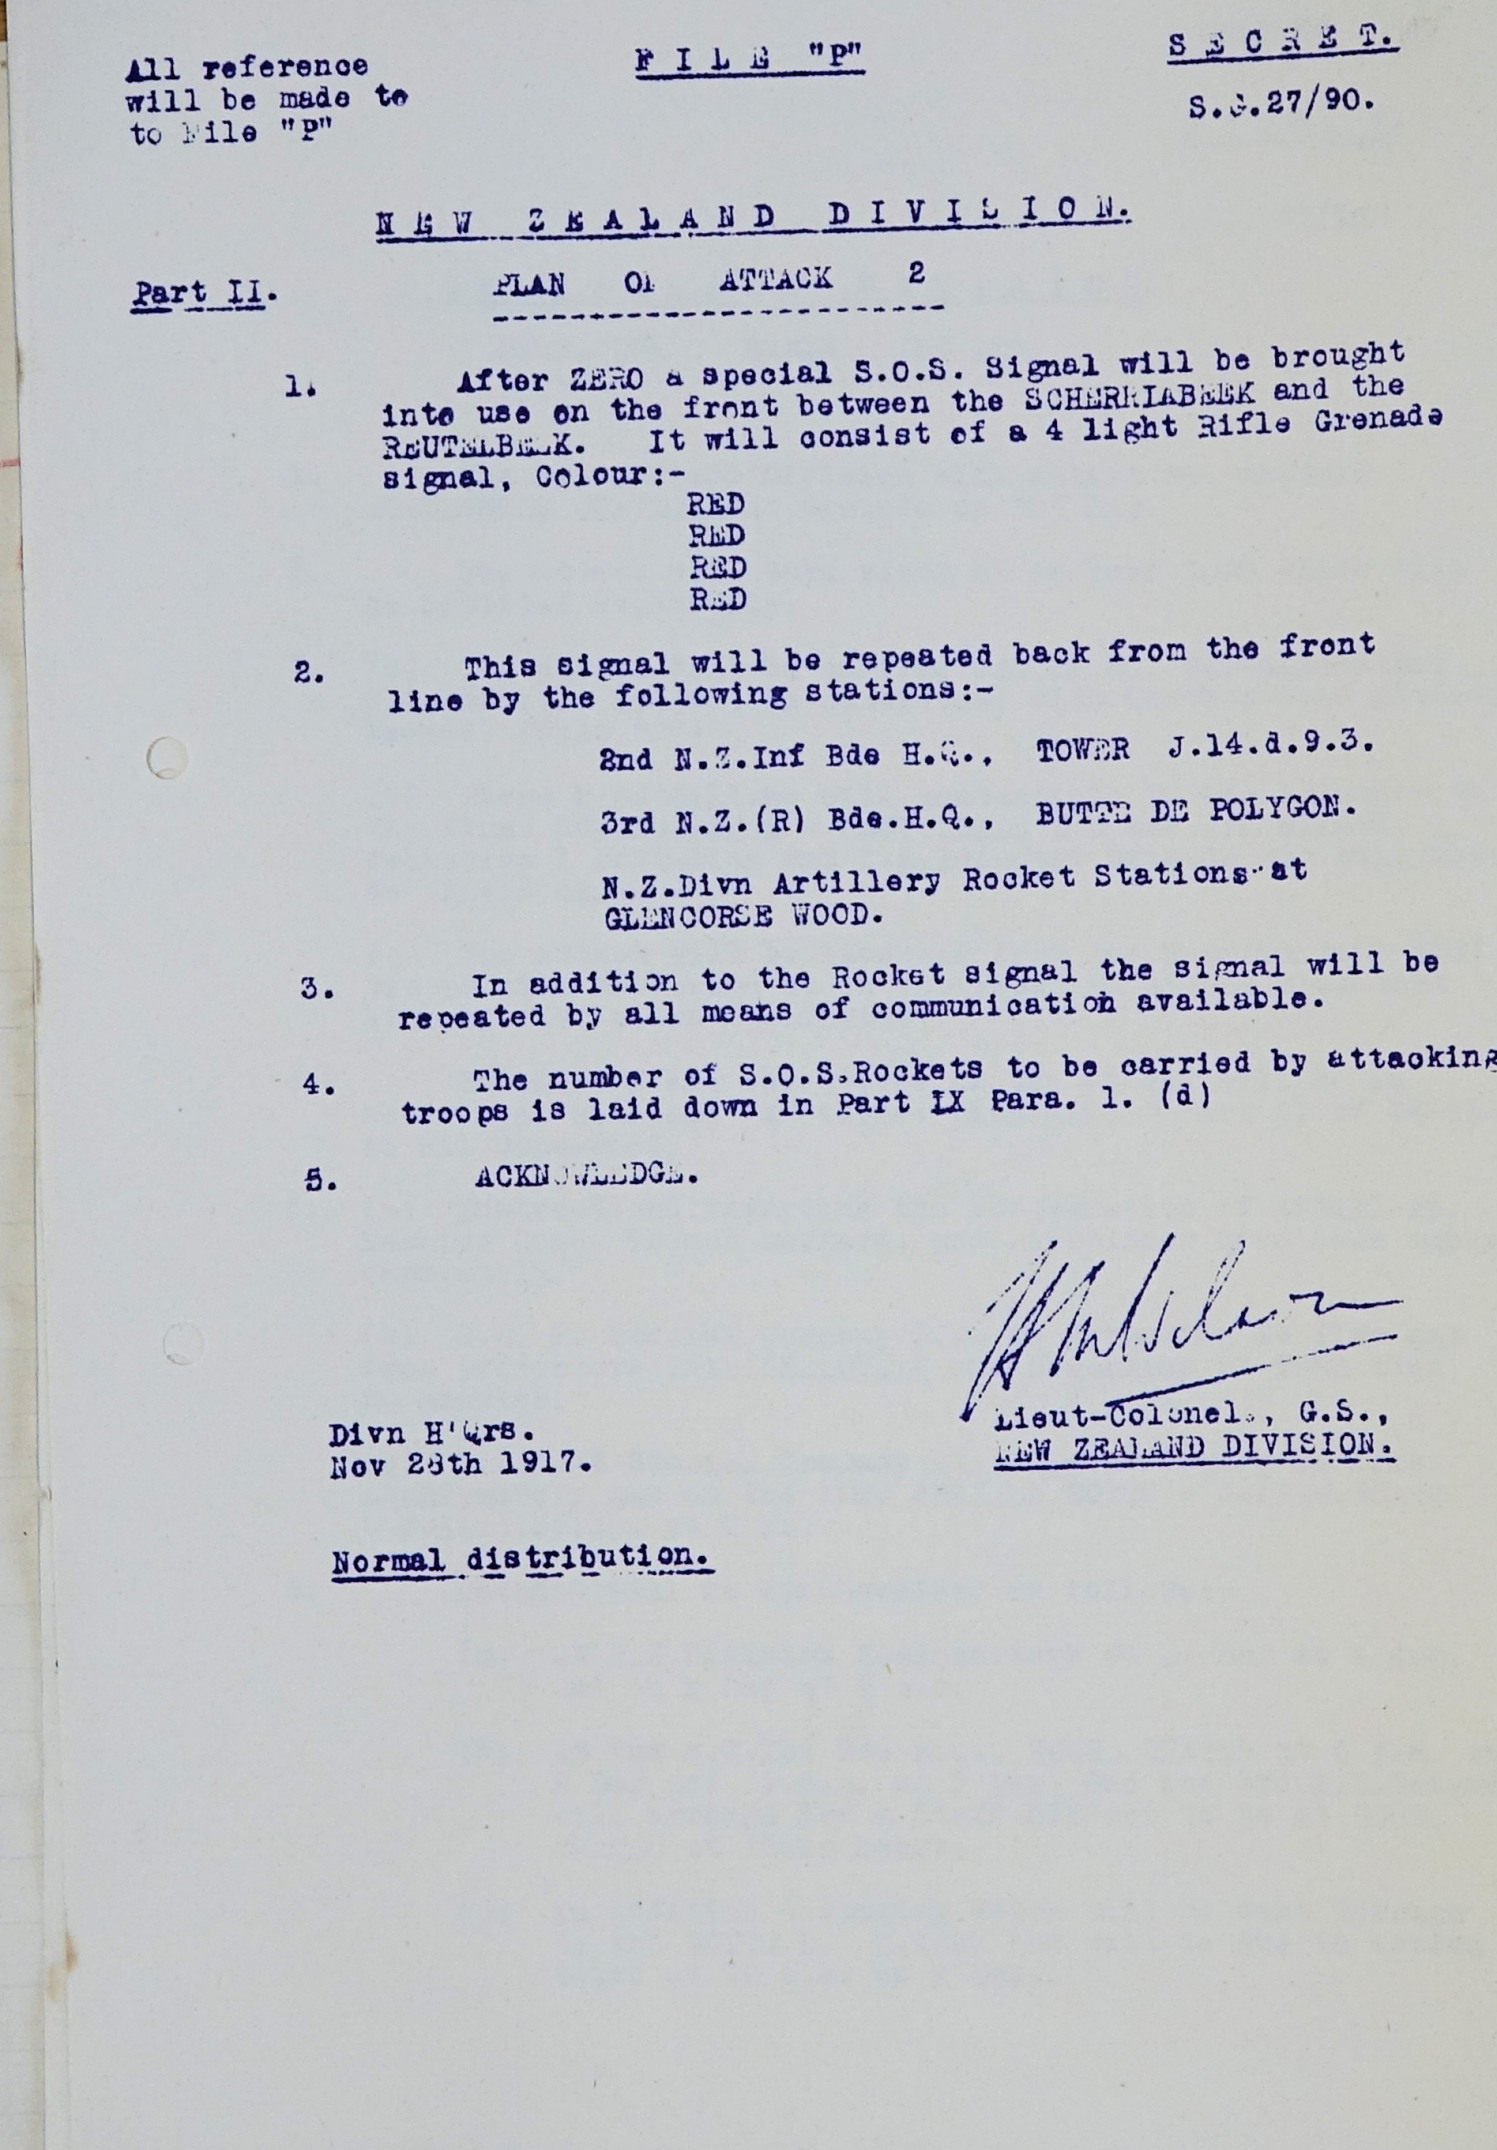 All reference
will be made to
to File "P"
FILE "P"
SECRET.
S.G.27/90.
NEW ZEALAND DIVISION.
Part II.
PLAN OF ATTACK 2
1. After ZERO a special S.O.S. Signal will be brought
into use on the front between the SCHERRIABEEK and the
REUTELBEEK. It will consist of a 4 light Rifle Grenade
signal, Colour:-
RED
RED
RED
RED
2. This signal will be repeated back from the front
line by the following stations:-
2nd N.Z.Inf Bde H.Q., TOWER J.14.d.9.3.
3rd N.Z.(R) Bde.H.Q., BUTTE DE POLYGON.
N.Z.Divn Artillery Rocket Stations at
GLENCORSE WOOD.
3. In addition to the Rocket signal the signal will be
repeated by all means of communication available.
4. The number of S.O.S.Rockets to be carried by attacking
troops is laid down in Part IX Para. 1. (d)
5. ACKNOWLEDGE.
Lieut-Colonel., G.S.,
NEW ZEALAND DIVISION.
Divn H'Qrs.
Nov 28th 1917.
Normal distribution.